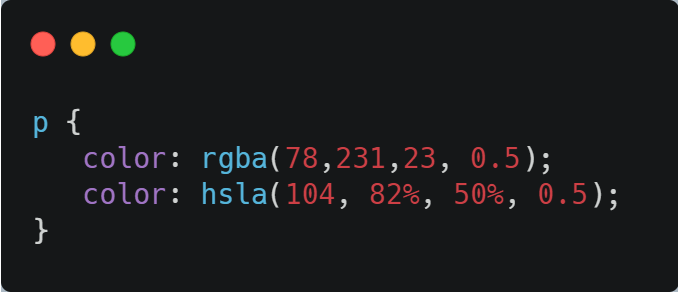 p {
   color: rgba(78,231,23, 0.5);
   color: hsla(104, 82%, 50%, 0.5);
}